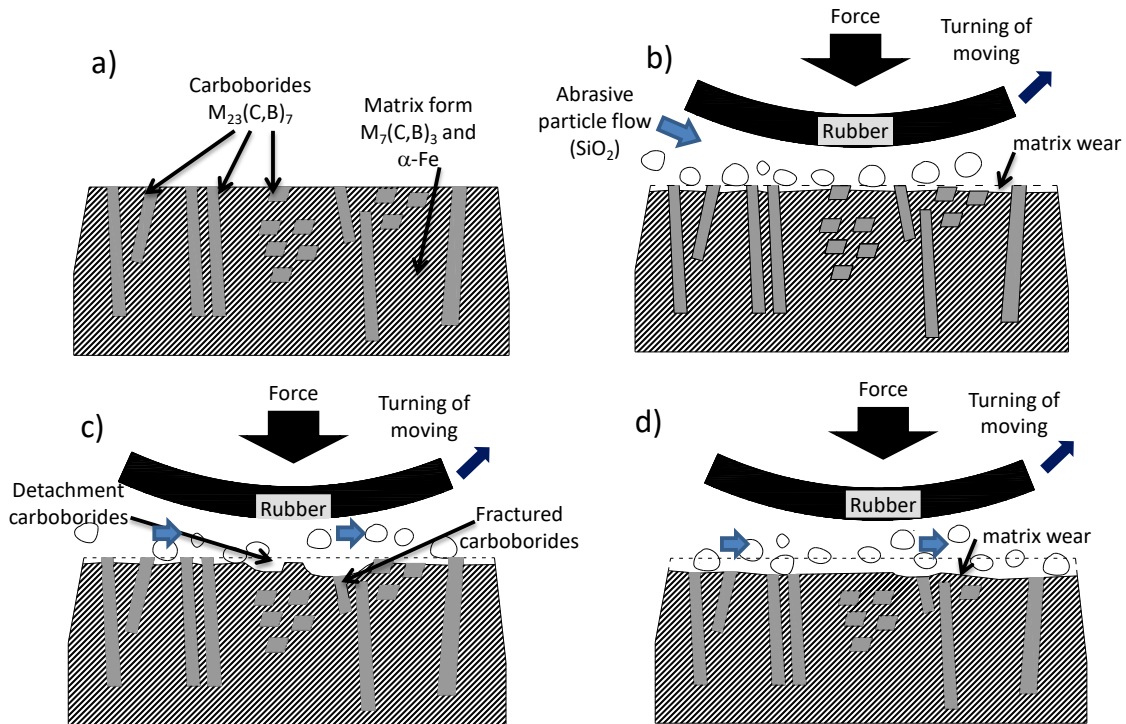 a)
Carboborides
M₂₃(C,B)₇
Matrix form
M₇(C,B)₃ and
α-Fe
b)
Force
Turning of
moving
Abrasive
particle flow
(SiO₂)
Rubber
matrix wear
c)
Force
Turning of
moving
Detachment
carboborides
Rubber
Fractured
carboborides
d)
Force
Turning of
moving
Rubber
matrix wear